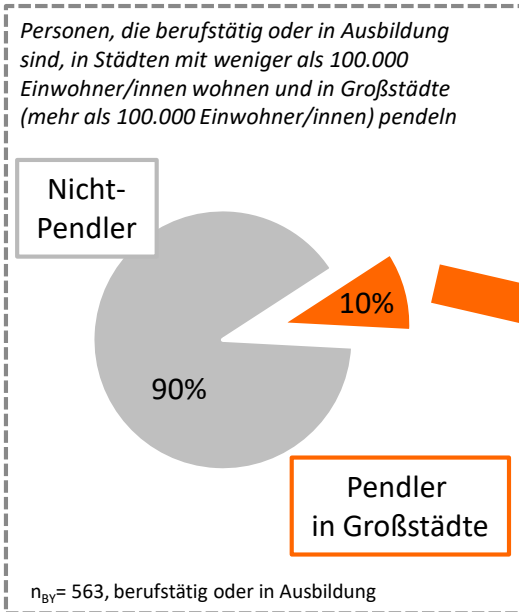 Personen, die berufstätig oder in Ausbildung
sind, in Städten mit weniger als 100.000
Einwohner/innen wohnen und in Großstädte
(mehr als 100.000 Einwohner/innen) pendeln
Nicht-
Pendler
10%
90%
Pendler
in Großstädte
nBY= 563, berufstätig oder in Ausbildung